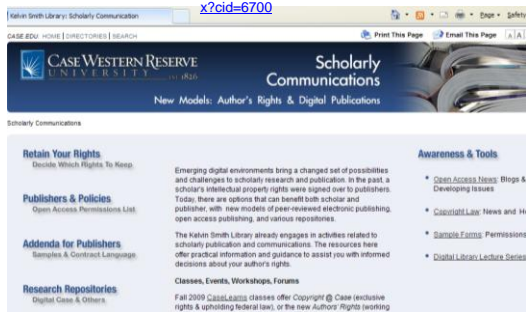 x?cid=6700
Kelvin Smith Library: Scholarly Communication
Page
Safety
CASE.EDU: HOME | DIRECTORIES | SEARCH
Print This Page
Email This Page
A A
CASE WESTERN RESERVE
UNIVERSITY EST. 1826
Scholarly
Communications
New Models: Author's Rights & Digital Publications
Scholarly Communications
Retain Your Rights
Decide Which Rights To Keep
Publishers & Policies
Open Access Permissions List
Addenda for Publishers
Samples & Contract Language
Research Repositories
Digital Case & Others
Emerging digital environments bring a changed set of possibilities
and challenges to scholarly research and publication. In the past, a
scholar's intellectual property rights were signed over to publishers.
Today, there are options that can benefit both scholar and
publisher, with new models of peer-reviewed electronic publishing,
open access publishing, and various repositories.
The Kelvin Smith Library already engages in activities related to
scholarly publication and communications. The resources here
offer practical information and guidance to assist you with informed
decisions about your author's rights.
Classes, Events, Workshops, Forums
Fall 2009 CaseLearns classes offer Copyright @ Case (exclusive
rights & upholding federal law), or the new Authors' Rights (working
Awareness & Tools
Open Access News: Blogs &
Developing Issues
Copyright Law: News and
Sample Forms: Permissions
Digital Library Lecture Series